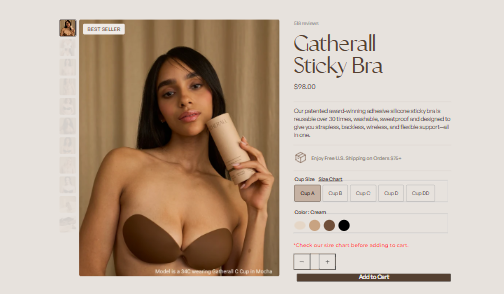 BEST SELLER
Gatherall
Sticky Bra
$98.00
Our patented award-winning adhesive silicone sticky bra is
reusable over 30 times, washable, sweatproof and designed to
give you strapless, backless, wireless, and flexible support—all
in one.
Enjoy Free U.S. Shipping on Orders $75+
Cup Size Size Chart
Cup A Cup B Cup C Cup D Cup DD
Color: Cream
*Check our size chart before adding to cart
− +
Add to Cart
Model is a 34C wearing Gatherall C Cup in Mocha